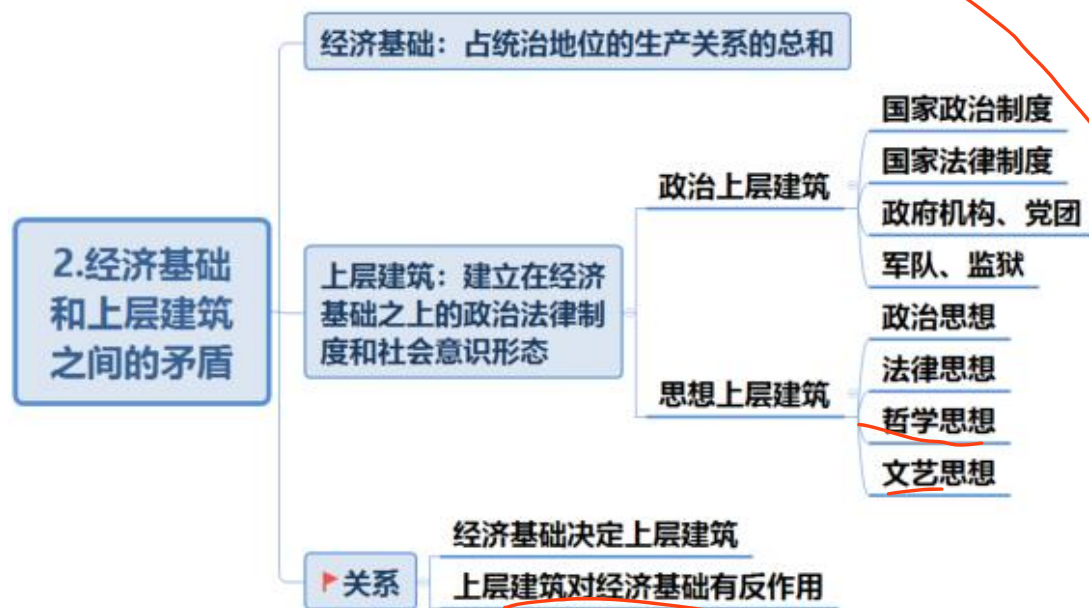 经济基础：占统治地位的生产关系的总和
国家政治制度
国家法律制度
政治上层建筑
政府机构、党团
军队、监狱
2.经济基础
和上层建筑
之间的矛盾
上层建筑：建立在经济
基础之上的政治法律制
度和社会意识形态
政治思想
法律思想
思想上层建筑
哲学思想
文艺思想
关系
经济基础决定上层建筑
上层建筑对经济基础有反作用